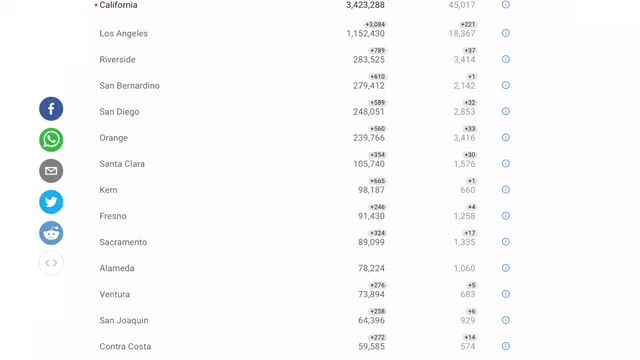 California 3,423,288 45,017
+3,084 +221
Los Angeles 1,152,430 18,367
+789 +37
Riverside 283,525 3,414
+610 +1
San Bernardino 279,412 2,142
+589 +32
San Diego 248,051 2,853
+560 +33
Orange 239,766 3,416
+354 +30
Santa Clara 105,740 1,576
+665 +1
Kern 98,187 660
+246 +4
Fresno 91,430 1,258
+324 +17
Sacramento 89,099 1,335
Alameda 78,224 1,060
+276 +5
Ventura 73,894 683
+258 +6
San Joaquin 64,396 929
+272 +14
Contra Costa 59,585 574